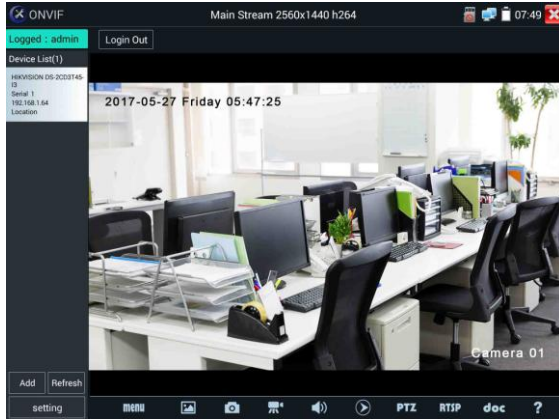 ONVIF
Main Stream 2560x1440 h264
07:49
Logged : admin
Login Out
Device List(1)
HIKVISION DS-2CD3T45-
I3
Serial 1
192.168.1.64
Location
2017-05-27 Friday 05:47:25
Camera 01
Add
Refresh
setting
menu
PTZ
RTSP
doc
?